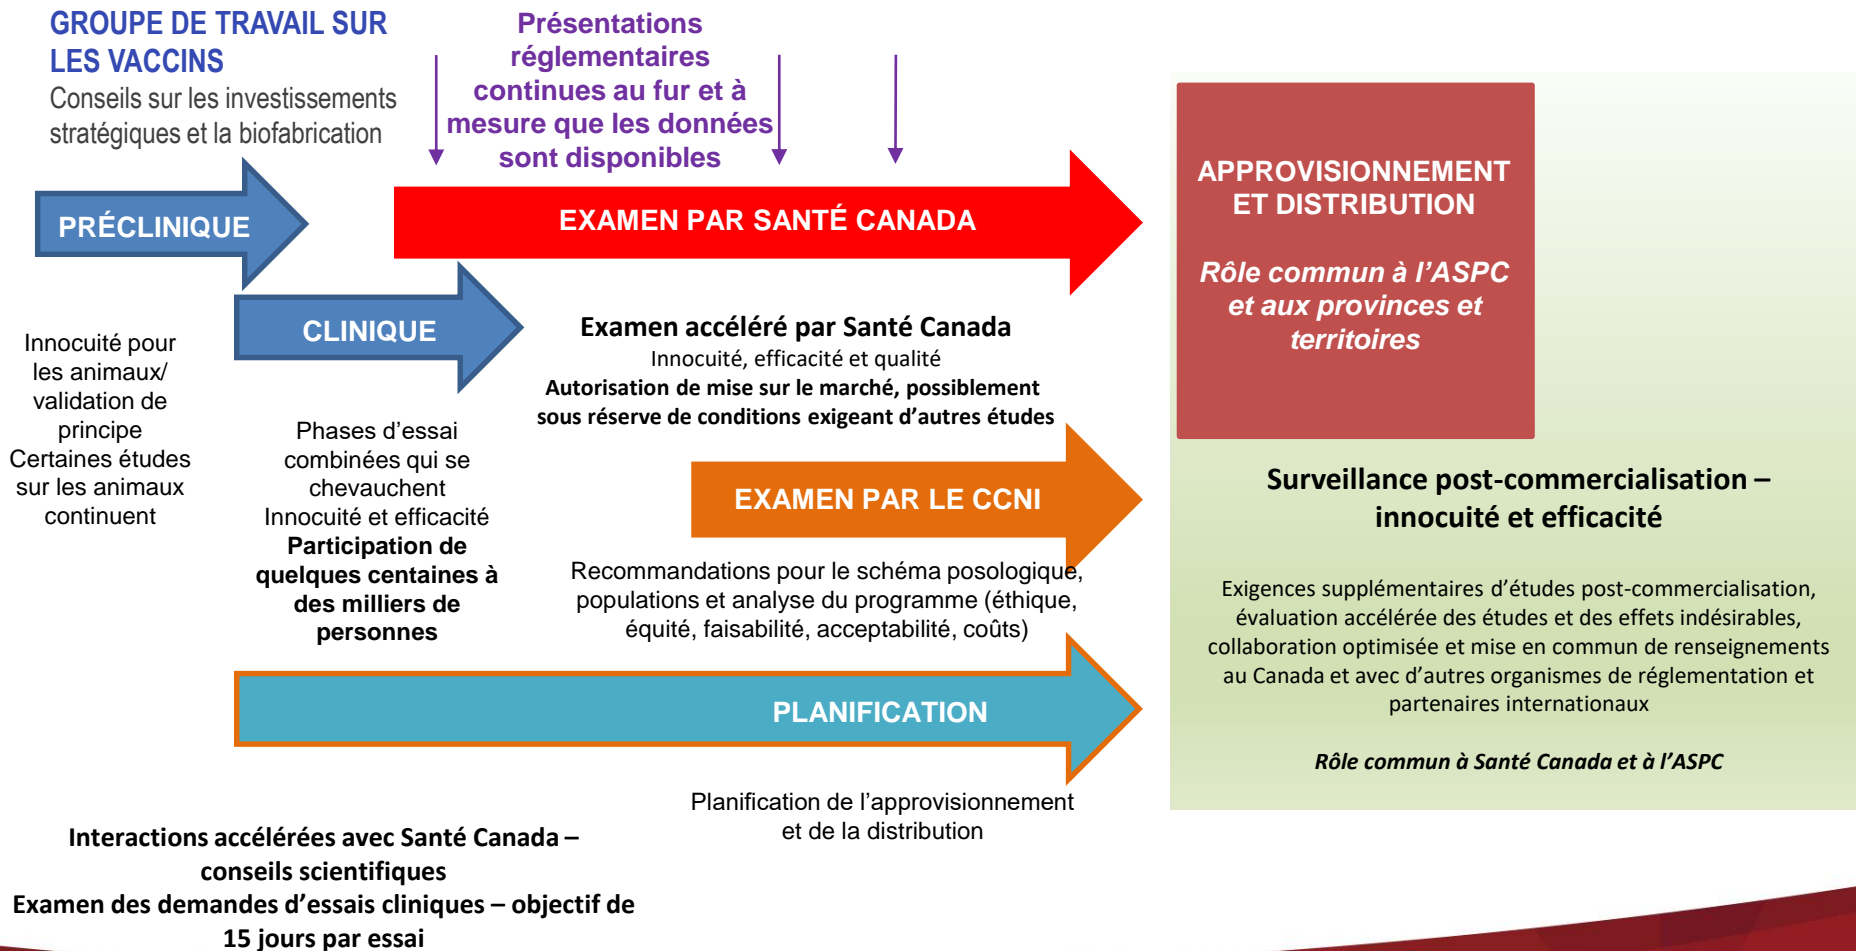 GROUPE DE TRAVAIL SUR
LES VACCINS
Conseils sur les investissements
stratégiques et la biofabrication
Présentations
réglementaires
continues au fur et à
mesure que les données
sont disponibles
PRÉCLINIQUE
EXAMEN PAR SANTÉ CANADA
APPROVISIONNEMENT
ET DISTRIBUTION
Rôle commun à l'ASPC
et aux provinces et
territoires
Innocuité pour
les animaux/
validation de
principe
Certaines études
sur les animaux
continuent
CLINIQUE
Phases d'essai
combinées qui se
chevauchent
Innocuité et efficacité
Participation de
quelques centaines à
des milliers de
personnes
Examen accéléré par Santé Canada
Innocuité, efficacité et qualité
Autorisation de mise sur le marché, possiblement
sous réserve de conditions exigeant d'autres études
EXAMEN PAR LE CCNI
Recommandations pour le schéma posologique,
populations et analyse du programme (éthique,
équité, faisabilité, acceptabilité, coûts)
PLANIFICATION
Planification de l'approvisionnement
et de la distribution
Surveillance post-commercialisation –
innocuité et efficacité
Exigences supplémentaires d'études post-commercialisation,
évaluation accélérée des études et des effets indésirables,
collaboration optimisée et mise en commun de renseignements
au Canada et avec d'autres organismes de réglementation et
partenaires internationaux
Rôle commun à Santé Canada et à l'ASPC
Interactions accélérées avec Santé Canada –
conseils scientifiques
Examen des demandes d'essais cliniques – objectif de
15 jours par essai